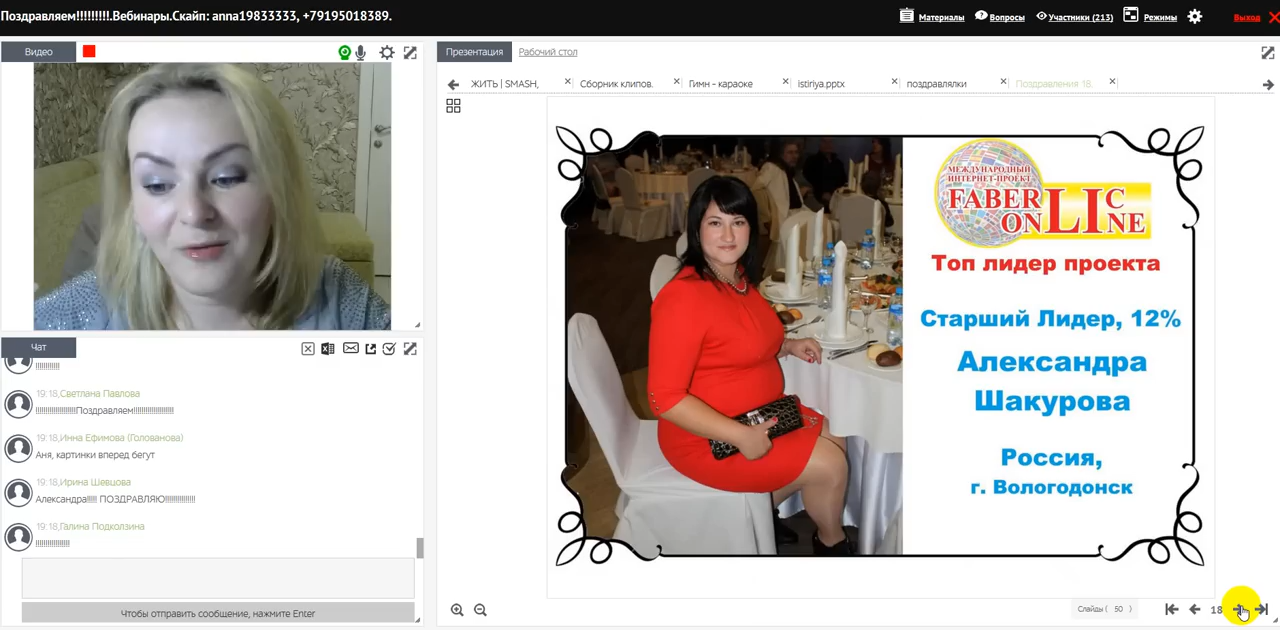 Поздравляем!!!!!!!!!.Вебинары.Скайп: anna19833333, +79195018389.
Материалы
Вопросы
Участники (213)
Режимы
Выход
Видео
Презентация
Рабочий стол
ЖИТЬ | SMASH,
Сборник клипов.
Гимн - караоке
istiriya.pptx
поздравлялки
Поздравления 18.
МЕЖДУНАРОДНЫЙ
ИНТЕРНЕТ-ПРОЕКТ
FABERLIC
ONLINE
Топ лидер проекта
Старший Лидер, 12%
Александра
Шакурова
Россия,
г. Вологодонск
Чат
!!!!!!!!!!!!
19:18,Светлана Павлова
!!!!!!!!!!!!!!!!!!!!Поздравляем!!!!!!!!!!!!!!!!!!!
19:18,Инна Ефимова (Голованова)
Аня, картинки вперед бегут
19:18,Ирина Шевцова
Александра!!!!! ПОЗДРАВЛЯЮ!!!!!!!!!!!!!!!
19:18,Галина Подколзина
!!!!!!!!!!!!!!!!!
Чтобы отправить сообщение, нажмите Enter
Слайды ( 50 )
18